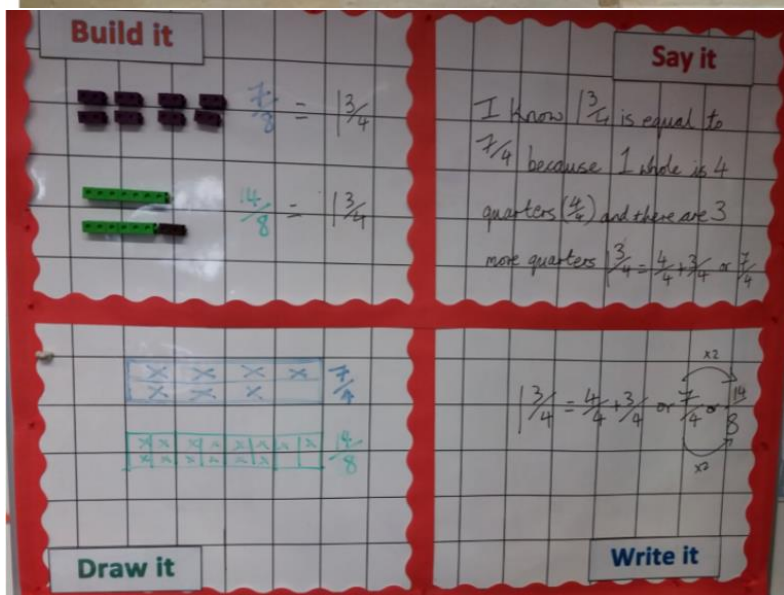 Build it
7/8 = 1 3/4
14/8 = 1 3/4
Say it
I know 1 3/4 is equal to
7/4 because 1 whole is 4
quarters (4/4) and there are 3
more quarters 1 3/4 = 4/4 + 3/4 or 7/4
7/4
14/8
Draw it
x2
1 3/4 = 4/4 + 3/4 or 7/4 or 14/8
x2
Write it